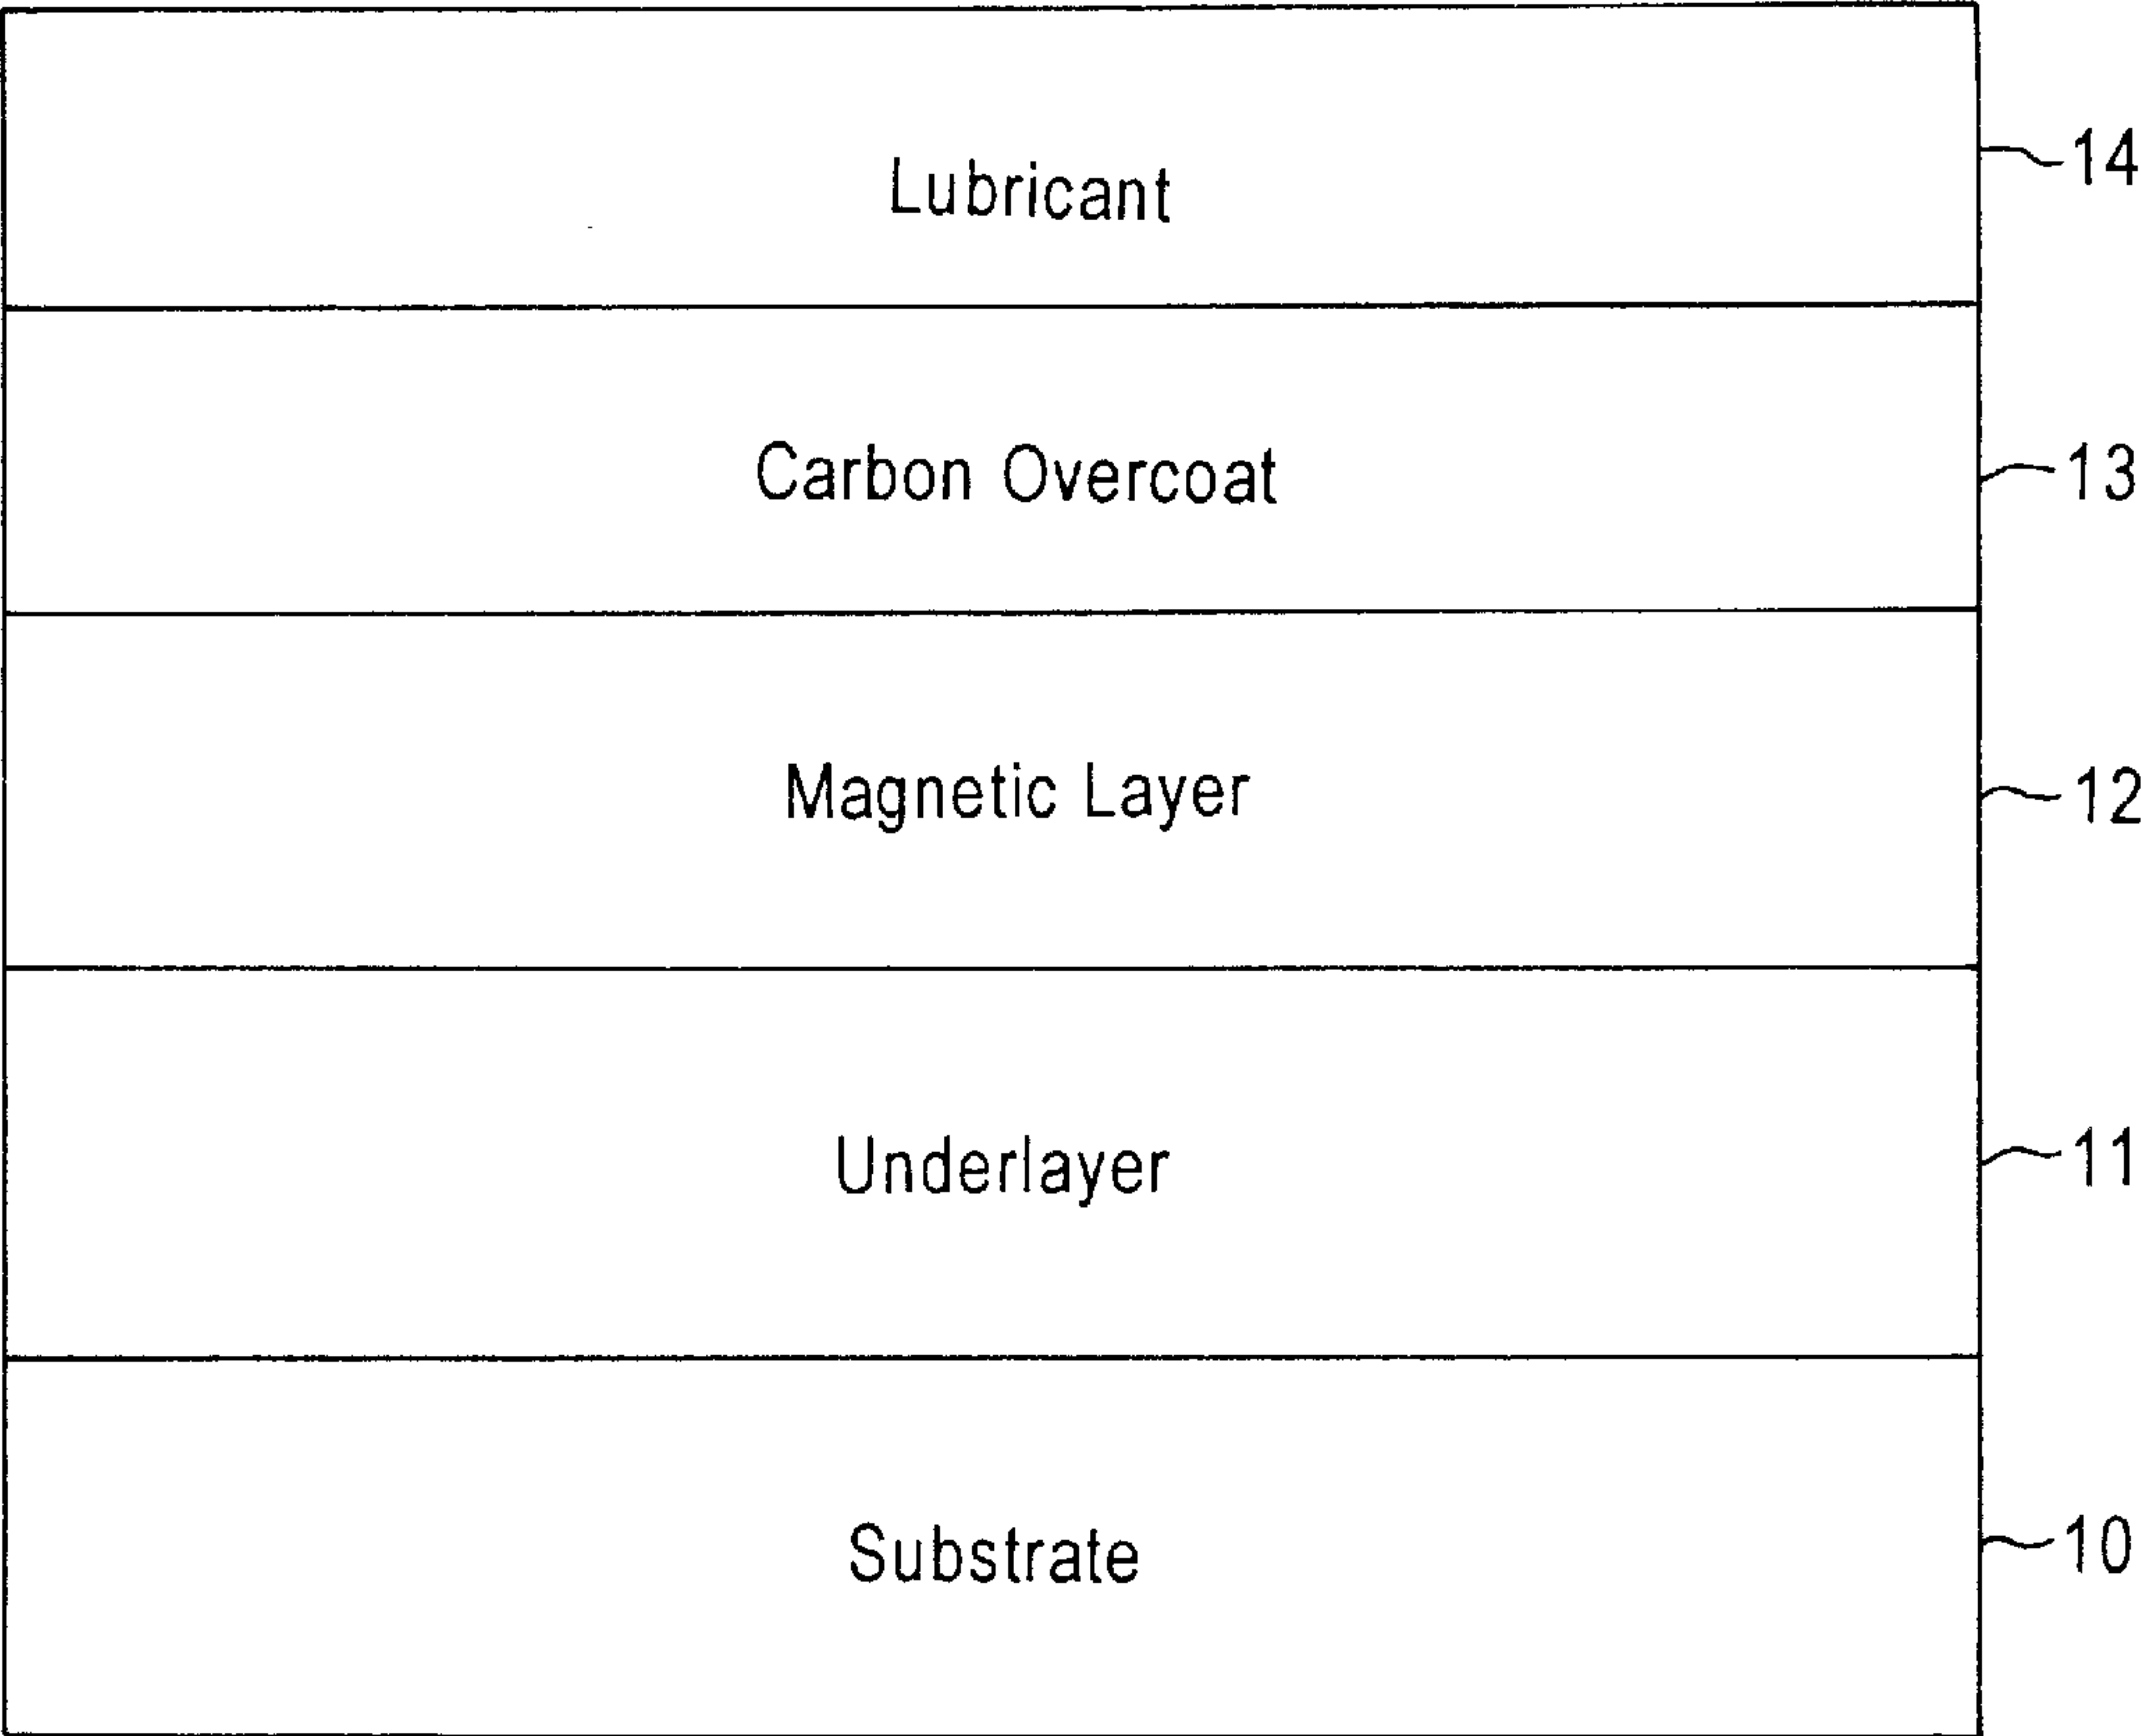 Lubricant 14
Carbon Overcoat 13
Magnetic Layer 12
Underlayer 11
Substrate 10